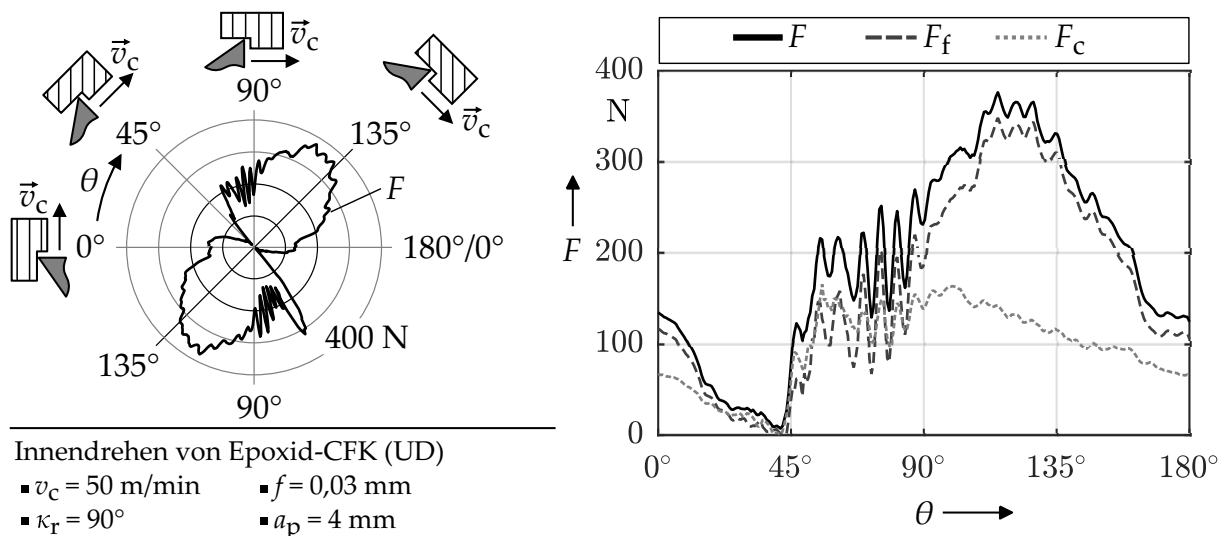 v⃗c
90°
v⃗c
v⃗c
45°
135°
θ
F
v⃗c
0°
180°/0°
135°
400 N
90°
Innendrehen von Epoxid-CFK (UD)
▪ vc = 50 m/min ▪ f = 0,03 mm
▪ κr = 90° ▪ ap = 4 mm
F Ff Fc
400
N
300
F 200
100
0
0° 45° 90° 135° 180°
θ